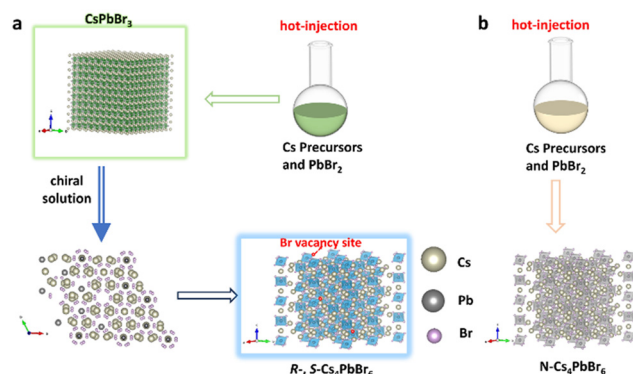 a
CsPbBr3
hot-injection
Cs Precursors
and PbBr2
chiral
solution
Br vacancy site
R-, S-Cs4PbBr6
Cs
Pb
Br
b
hot-injection
Cs Precursors
and PbBr2
N-Cs4PbBr6